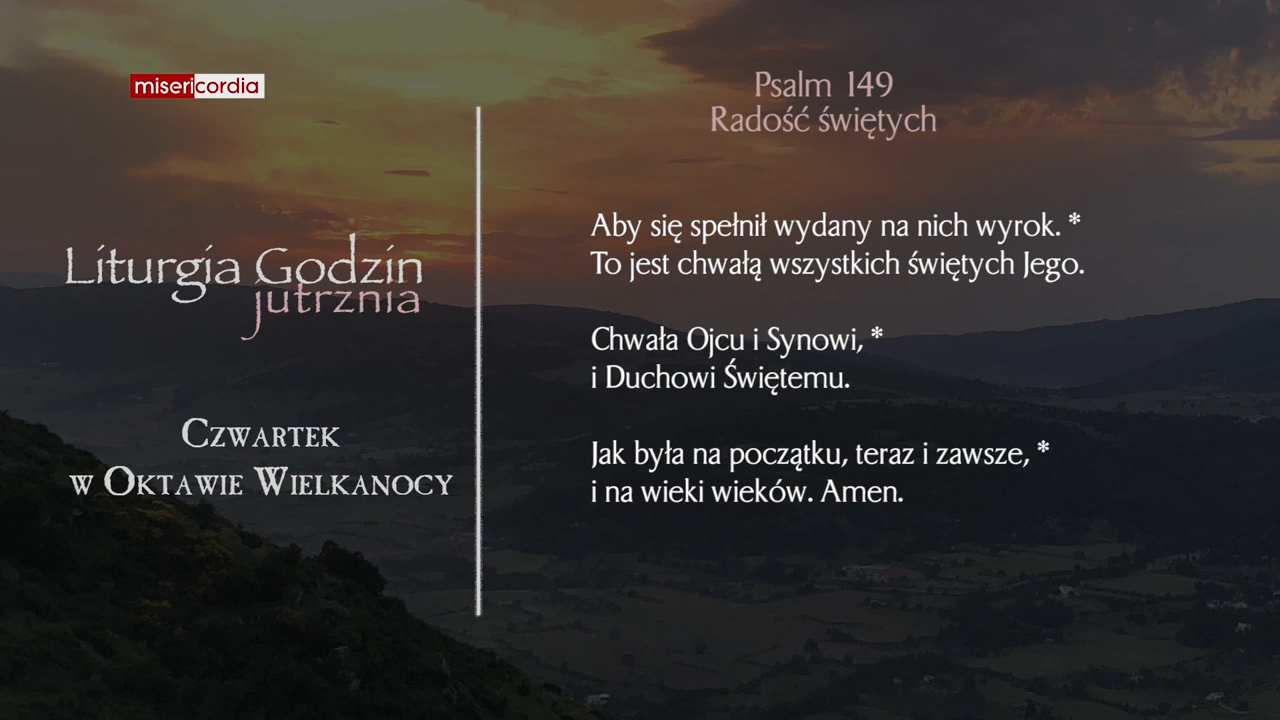 misericordia
Liturgia Godzin
jutrznia
Czwartek
w Oktawie Wielkanocy
Psalm 149
Radość świętych
Aby się spełnił wydany na nich wyrok. *
To jest chwałą wszystkich świętych Jego.
Chwała Ojcu i Synowi, *
i Duchowi Świętemu.
Jak była na początku, teraz i zawsze, *
i na wieki wieków. Amen.